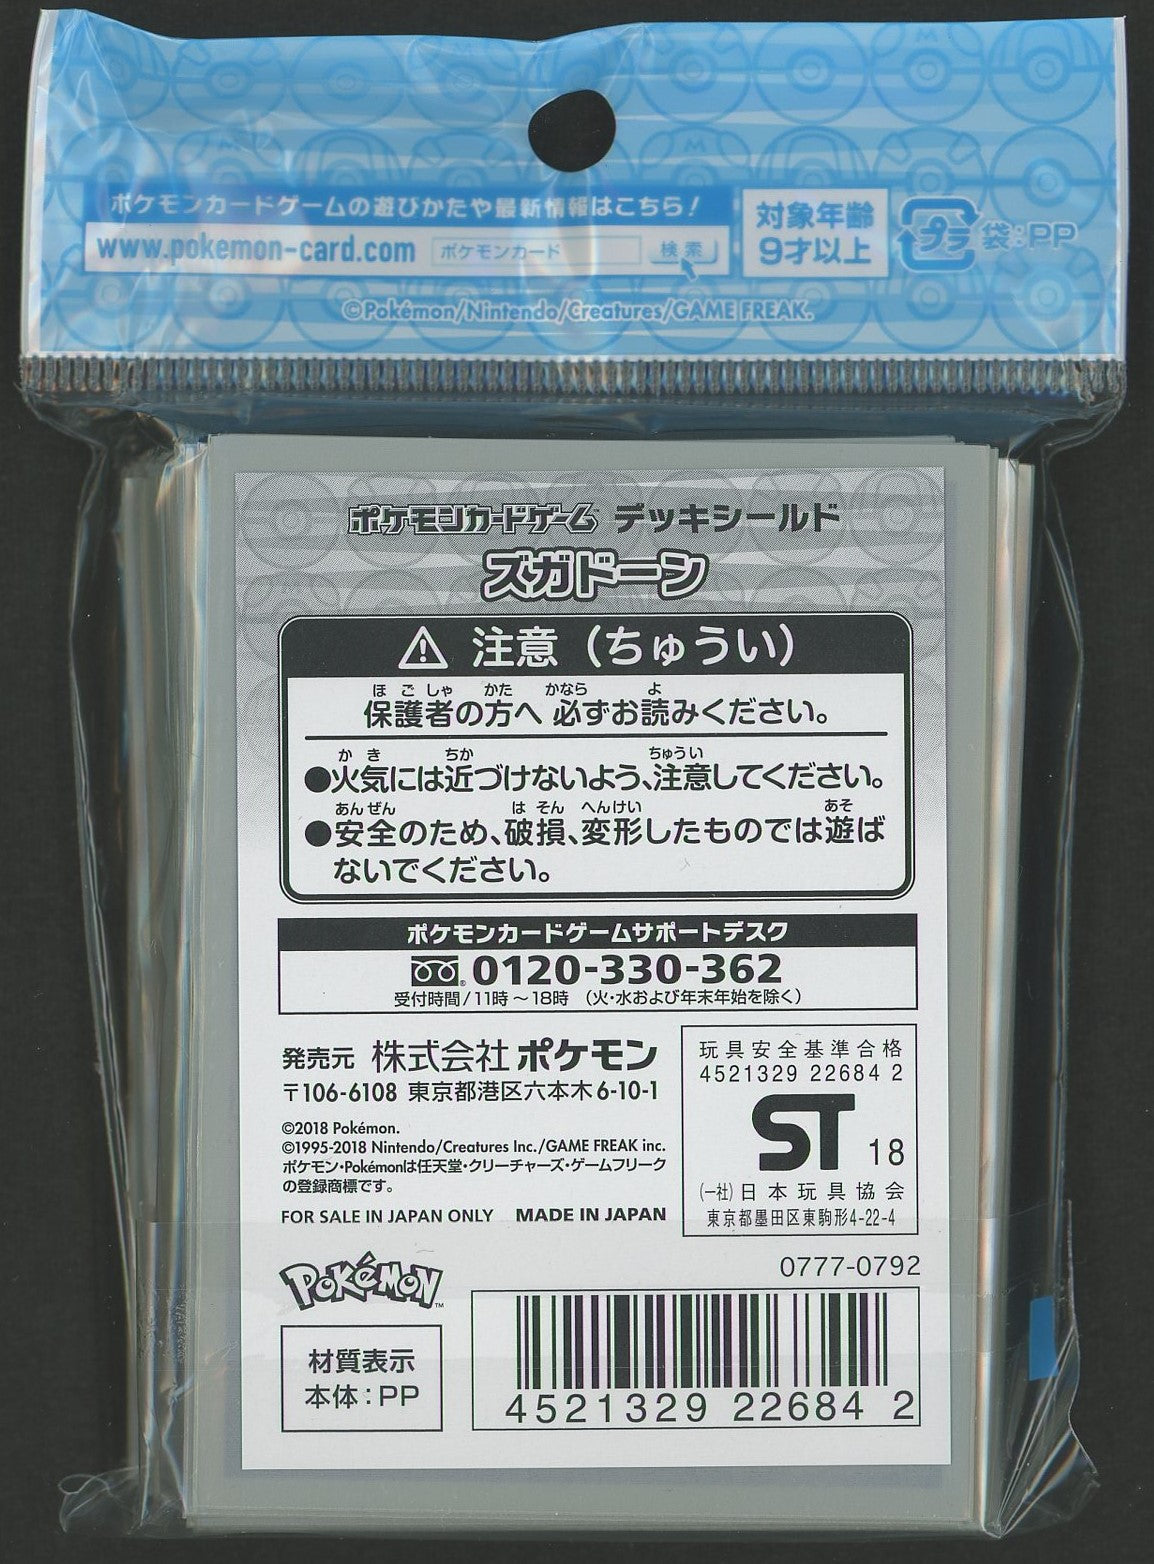 ポケモンカードゲームの遊びかたや最新情報はこちら!
www.pokemon-card.com ポケモンカード 検索
対象年齢
9才以上
プラ 袋:PP
©Pokémon/Nintendo/Creatures/GAME FREAK.
ポケモンカードゲーム デッキシールド
ズガドーン
注意(ちゅうい)
ほごしゃ かた かなら よ
保護者の方へ 必ずお読みください。
かき ちか ちゅうい
●火気には近づけないよう、注意してください。
あんぜん はそん へんけい あそ
●安全のため、破損、変形したものでは遊ば
ないでください。
ポケモンカードゲームサポートデスク
0120-330-362
受付時間/11時~18時 (火・水および年末年始を除く)
発売元 株式会社ポケモン
〒106-6108 東京都港区六本木6-10-1
©2018 Pokémon.
©1995-2018 Nintendo/Creatures Inc./GAME FREAK inc.
ポケモン・Pokémonは任天堂・クリーチャーズ・ゲームフリーク
の登録商標です。
FOR SALE IN JAPAN ONLY MADE IN JAPAN
玩具安全基準合格
4521329 22684 2
ST 18
(一社)日本玩具協会
東京都墨田区東駒形4-22-4
POKéMON™
材質表示
本体:PP
0777-0792
4521329 22684 2